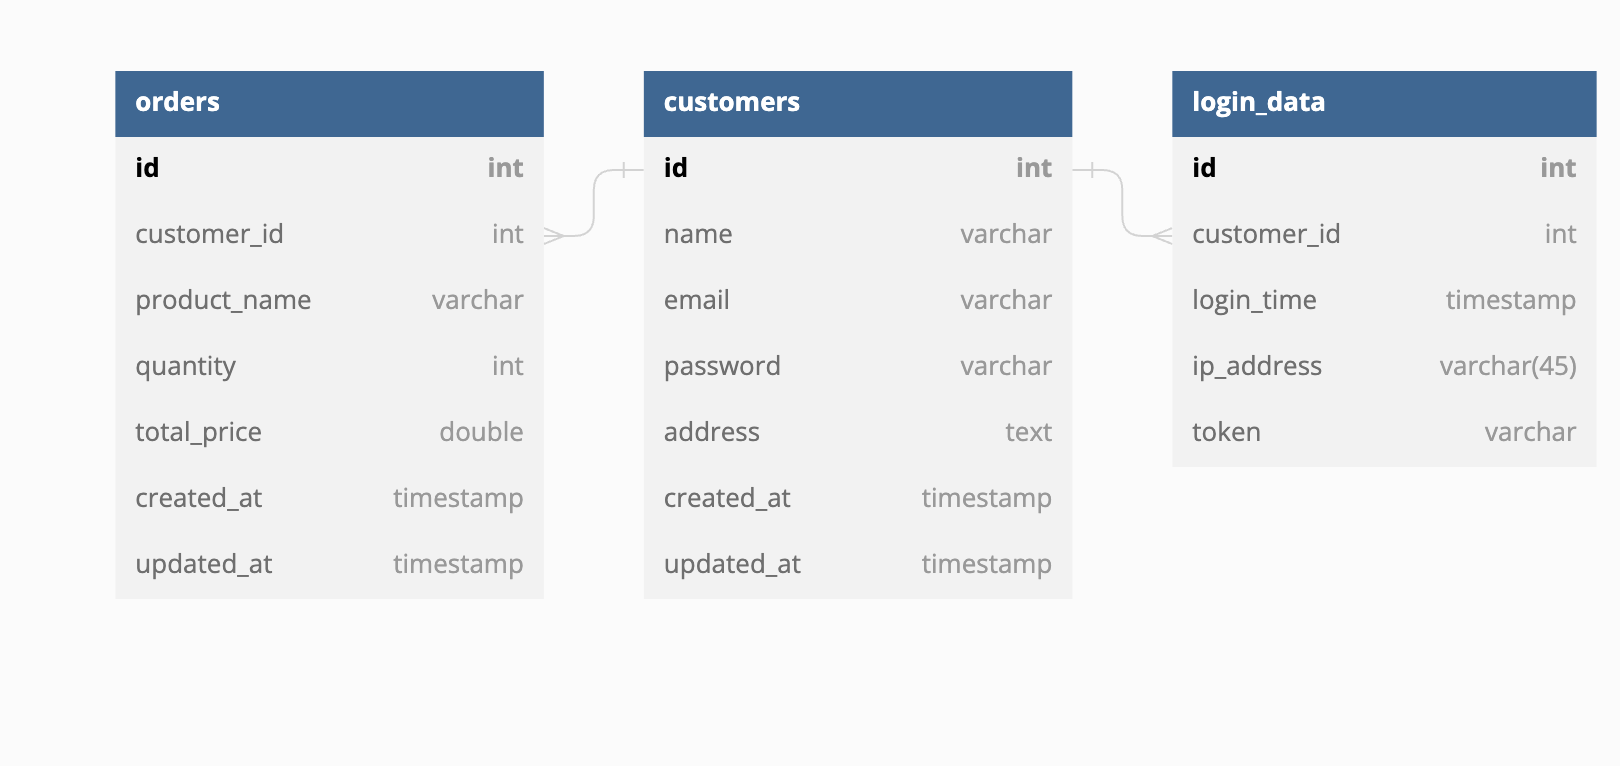 orders
id int
customer_id int
product_name varchar
quantity int
total_price double
created_at timestamp
updated_at timestamp
customers
id int
name varchar
email varchar
password varchar
address text
created_at timestamp
updated_at timestamp
login_data
id int
customer_id int
login_time timestamp
ip_address varchar(45)
token varchar